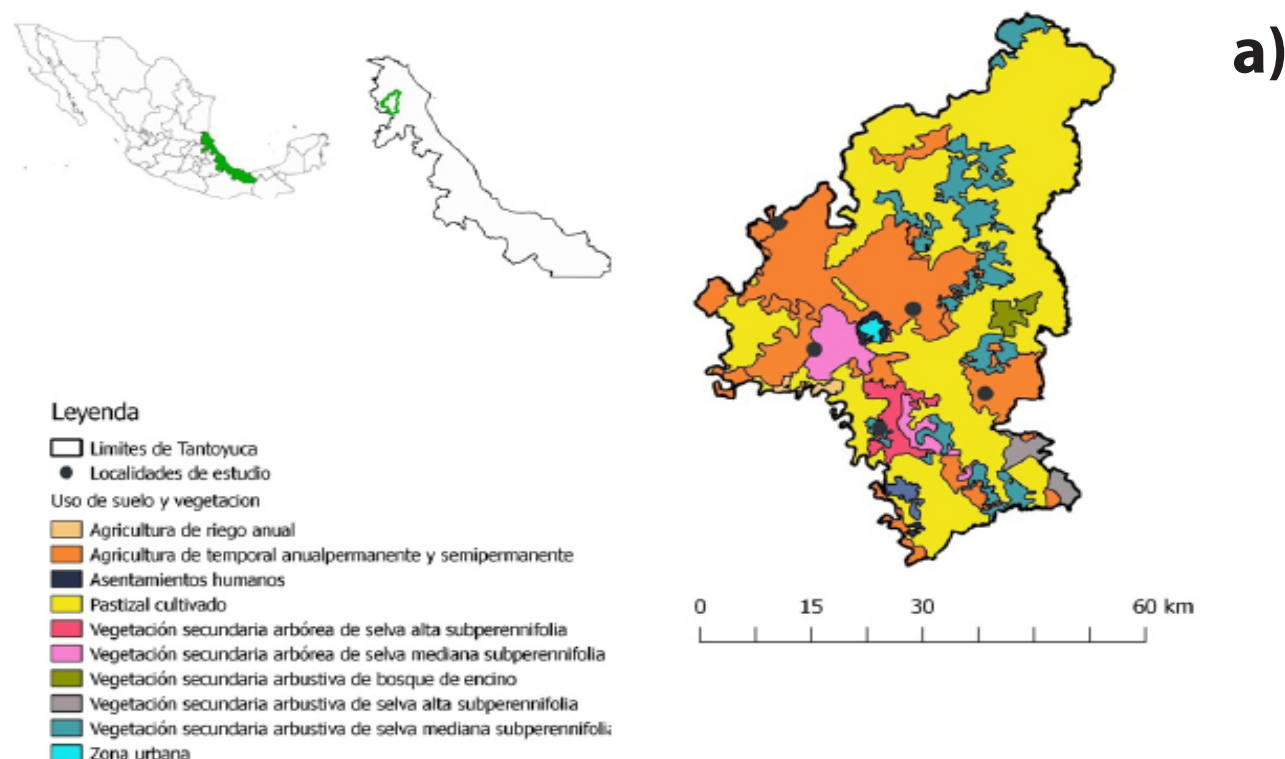 a)
Leyenda
Limites de Tantoyuca
Localidades de estudio
Uso de suelo y vegetacion
Agricultura de riego anual
Agricultura de temporal anualpermanente y semipermanente
Asentamientos humanos
Pastizal cultivado
Vegetación secundaria arbórea de selva alta subperennifolia
Vegetación secundaria arbórea de selva mediana subperennifolia
Vegetación secundaria arbustiva de bosque de encino
Vegetación secundaria arbustiva de selva alta subperennifolia
Vegetación secundaria arbustiva de selva mediana subperennifolia
Zona urbana
0 15 30 60 km